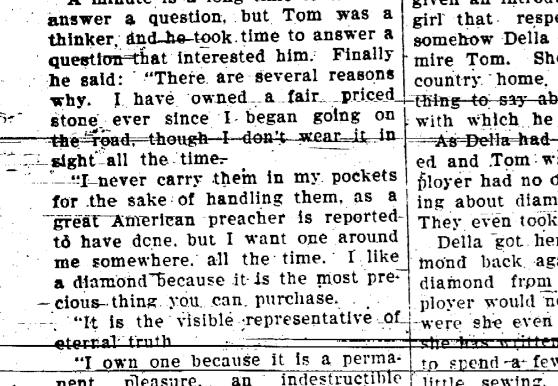 A minute is a long time
answer a question, but Tom was a
thinker, and he took time to answer a
question that interested him. Finally
he said: "There are several reasons
why. I have owned a fair priced
stone ever since I began going on
the road, though I don't wear it in
sight all the time.
"I never carry them in my pockets
for the sake of handling them, as a
great American preacher is reported
to have done, but I want one around
me somewhere, all the time. I like
a diamond because it is the most pre-
cious thing you can purchase.
"It is the visible representative of
eternal truth
"I own one because it is a perma-
nent pleasure, an indestructible
given an
girl that
somehow Della
mire Tom.
country home.
thing to say
with which he
As Della had
ed and Tom
ployer had no
ing about
They even took
Della got
mond back
diamond from
ployer would
were she even
she has written
to spend a few
little sewing.